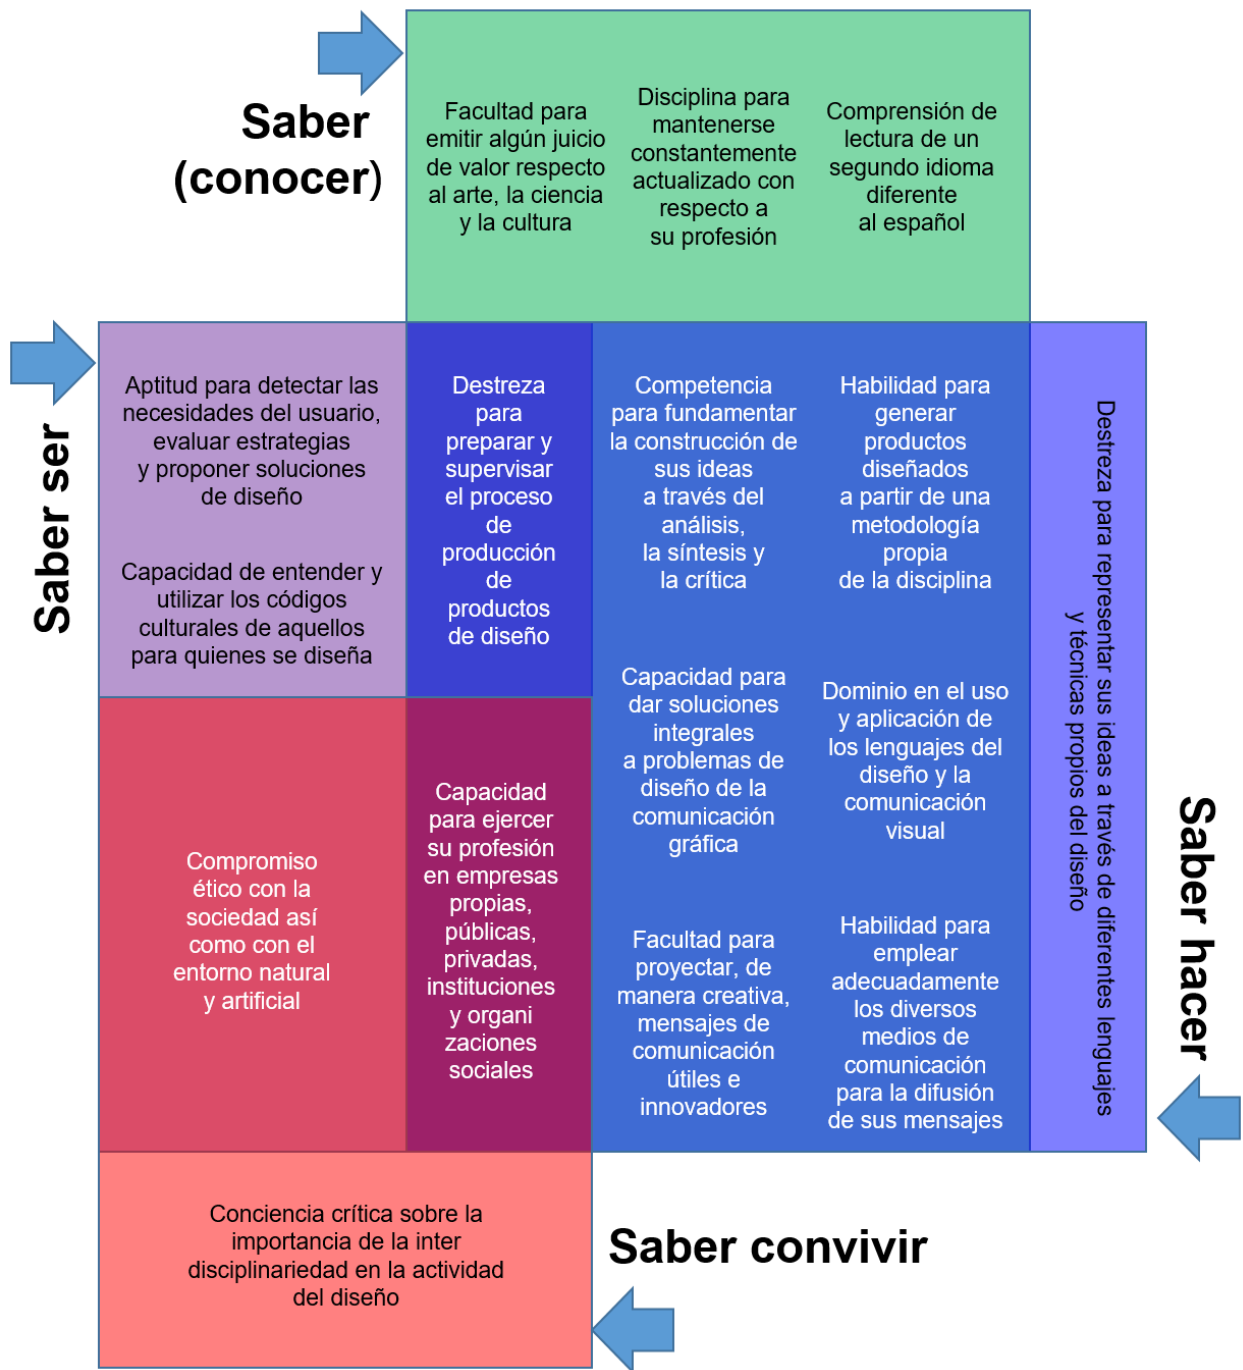 Saber
(conocer)
Facultad para
emitir algún juicio
de valor respecto
al arte, la ciencia
y la cultura
Disciplina para
mantenerse
constantemente
actualizado con
respecto a
su profesión
Comprensión de
lectura de un
segundo idioma
diferente
al español
Saber ser
Aptitud para detectar las
necesidades del usuario,
evaluar estrategias
y proponer soluciones
de diseño
Capacidad de entender y
utilizar los códigos
culturales de aquellos
para quienes se diseña
Destreza
para
preparar y
supervisar
el proceso
de
producción
de
productos
de diseño
Competencia
para fundamentar
la construcción de
sus ideas
a través del
análisis,
la síntesis y
la crítica
Habilidad para
generar
productos
diseñados
a partir de una
metodología
propia
de la disciplina
Destreza para representar sus ideas a través de diferentes lenguajes
y técnicas propios del diseño
Capacidad para
dar soluciones
integrales
a problemas de
diseño de la
comunicación
gráfica
Dominio en el uso
y aplicación de
los lenguajes del
diseño y la
comunicación
visual
Compromiso
ético con la
sociedad así
como con el
entorno natural
y artificial
Capacidad
para ejercer
su profesión
en empresas
propias,
públicas,
privadas,
instituciones
y organi
zaciones
sociales
Facultad para
proyectar, de
manera creativa,
mensajes de
comunicación
útiles e
innovadores
Habilidad para
emplear
adecuadamente
los diversos
medios de
comunicación
para la difusión
de sus mensajes
Saber hacer
Conciencia crítica sobre la
importancia de la inter
disciplinariedad en la actividad
del diseño
Saber convivir